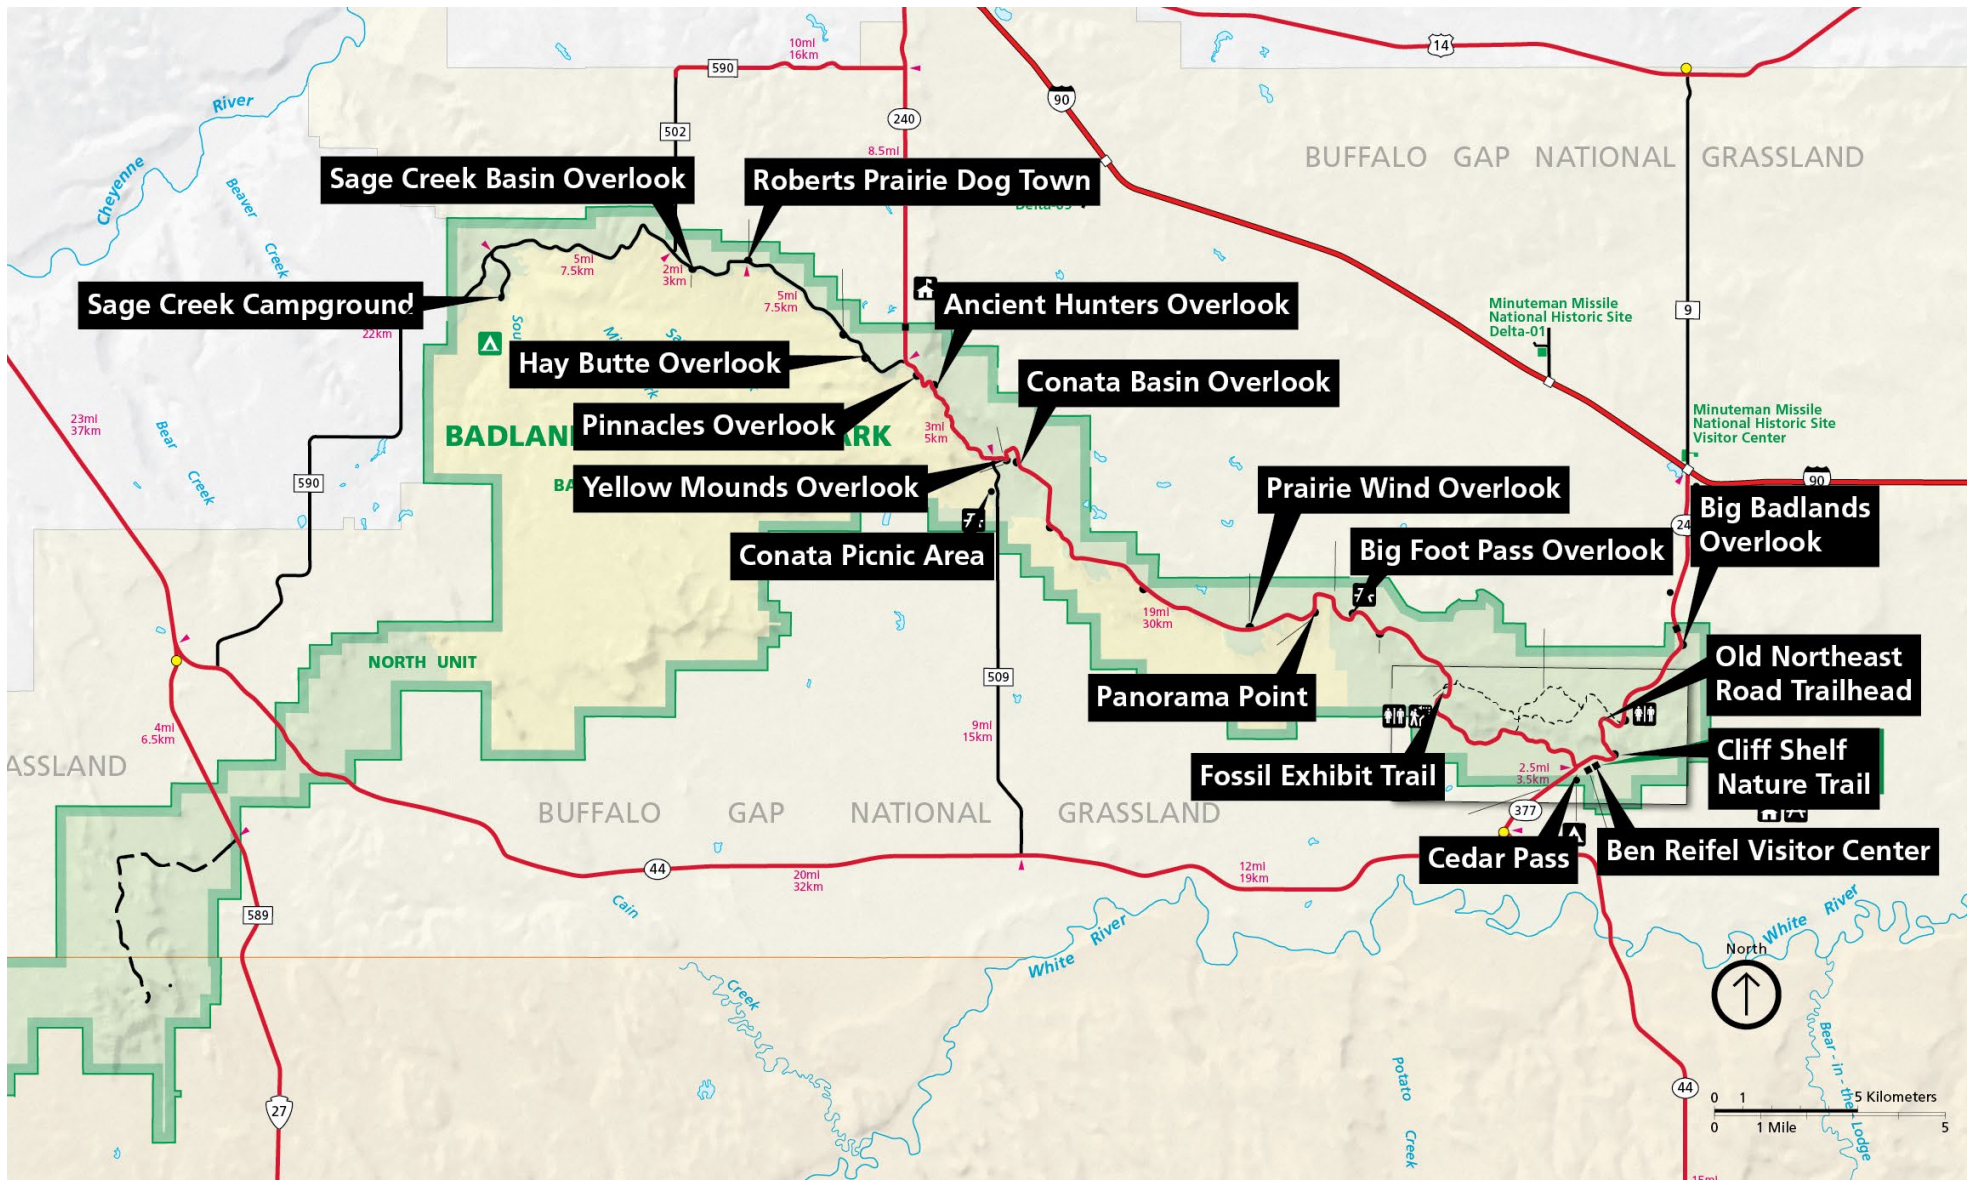 14
10mi
16km
590
90
River
240
502
8.5mi
BUFFALO GAP NATIONAL GRASSLAND
Cheyenne
Beaver
Creek
Sage Creek Basin Overlook
Roberts Prairie Dog Town
5mi
7.5km
2mi
3km
5mi
7.5km
Sage Creek Campground
22km
Ancient Hunters Overlook
Minuteman Missile
National Historic Site
Delta-01
9
Hay Butte Overlook
Conata Basin Overlook
23mi
37km
Bear
Creek
Pinnacles Overlook
3mi
5km
Minuteman Missile
National Historic Site
Visitor Center
590
Yellow Mounds Overlook
Prairie Wind Overlook
90
Big Badlands
Overlook
Conata Picnic Area
Big Foot Pass Overlook
19mi
30km
NORTH UNIT
509
Panorama Point
Old Northeast
Road Trailhead
4mi
6.5km
9mi
15km
Fossil Exhibit Trail
2.5mi
3.5km
Cliff Shelf
Nature Trail
BUFFALO GAP NATIONAL GRASSLAND
377
Cedar Pass
Ben Reifel Visitor Center
44
20mi
32km
12mi
19km
589
Cain
Creek
White
River
White
River
North
27
Potato
Creek
Bear-in-the-Lodge
44
0 1 5 Kilometers
0 1 Mile 5